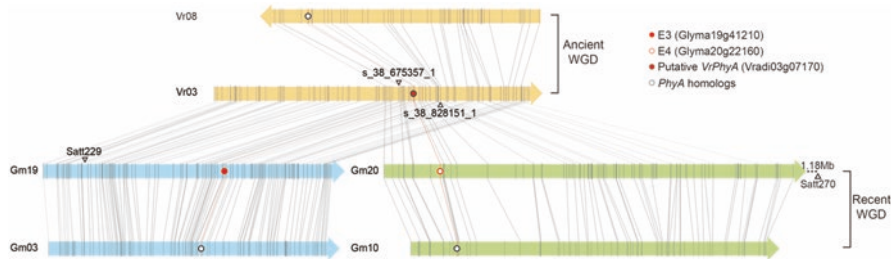 Vr08
Ancient
WGD
E3 (Glyma19g41210)
E4 (Glyma20g22160)
Putative VrPhyA (Vradi03g07170)
PhyA homologs
s_38_675357_1
Vr03
s_38_828151_1
Satt229
Gm19
Gm20
1.18Mb
Satt270
Recent
WGD
Gm03
Gm10